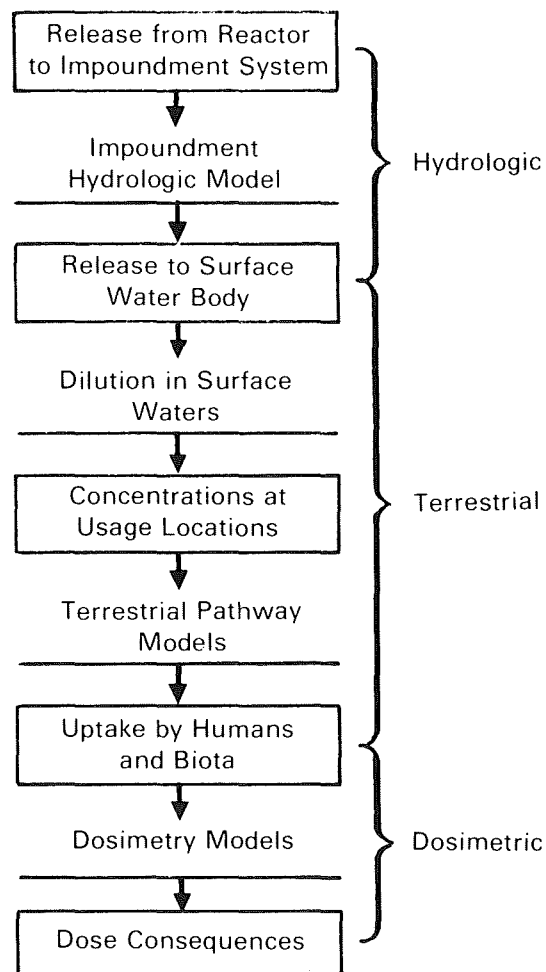 Release from Reactor
to Impoundment System
Impoundment
Hydrologic Model
Hydrologic
Release to Surface
Water Body
Dilution in Surface
Waters
Concentrations at
Usage Locations
Terrestrial
Terrestrial Pathway
Models
Uptake by Humans
and Biota
Dosimetry Models
Dosimetric
Dose Consequences